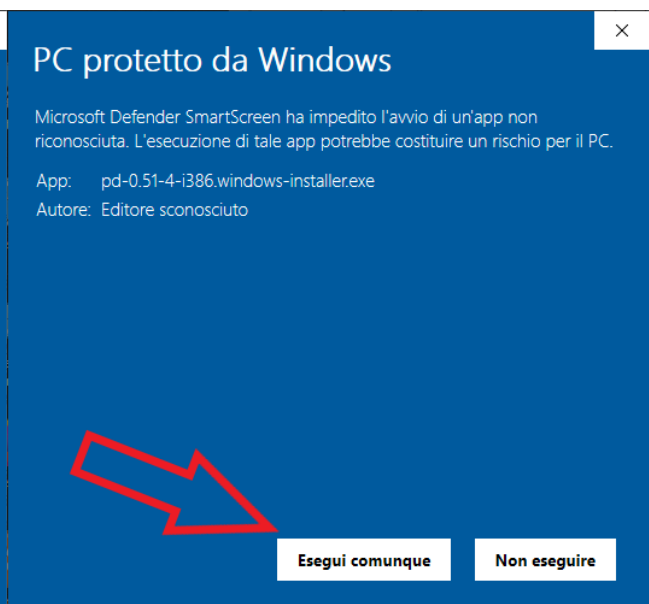 PC protetto da Windows
Microsoft Defender SmartScreen ha impedito l'avvio di un'app non
riconosciuta. L'esecuzione di tale app potrebbe costituire un rischio per il PC.
App: pd-0.51-4-i386.windows-installer.exe
Autore: Editore sconosciuto
Esegui comunque Non eseguire